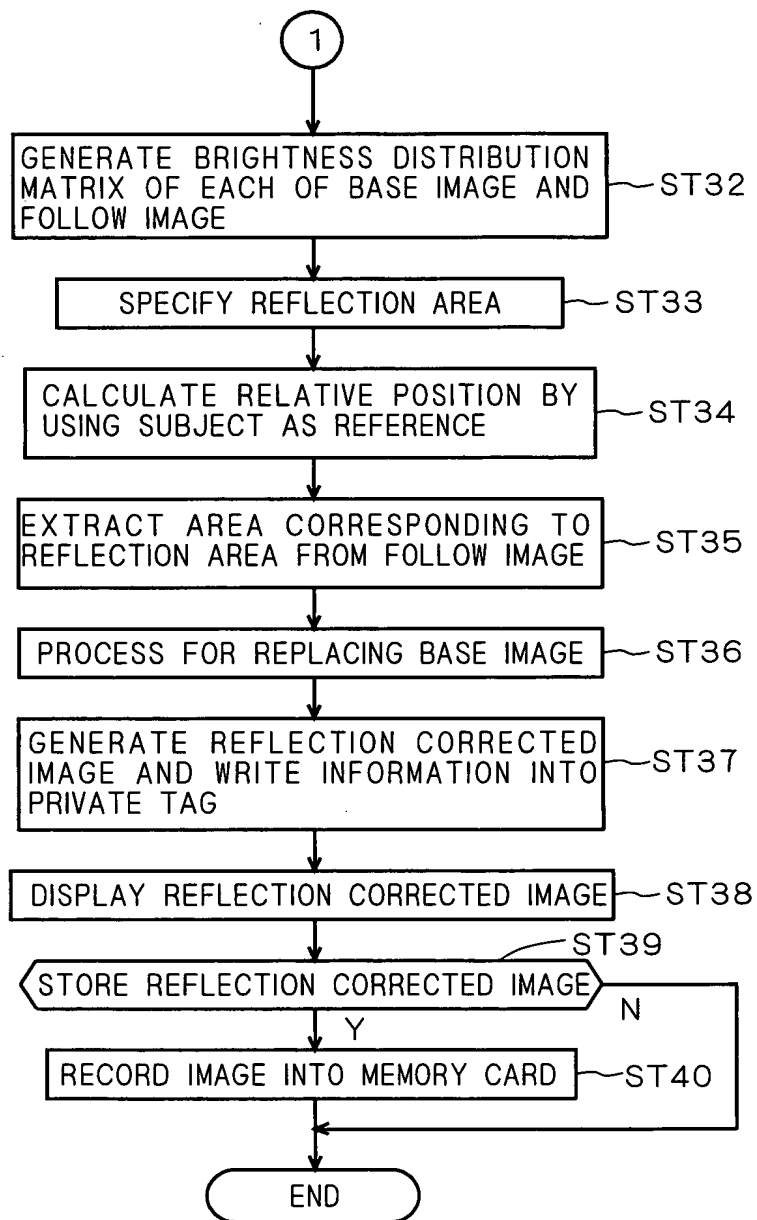 1
GENERATE BRIGHTNESS DISTRIBUTION
MATRIX OF EACH OF BASE IMAGE AND
FOLLOW IMAGE
ST32
SPECIFY REFLECTION AREA
ST33
CALCULATE RELATIVE POSITION BY
USING SUBJECT AS REFERENCE
ST34
EXTRACT AREA CORRESPONDING TO
REFLECTION AREA FROM FOLLOW IMAGE
ST35
PROCESS FOR REPLACING BASE IMAGE
ST36
GENERATE REFLECTION CORRECTED
IMAGE AND WRITE INFORMATION INTO
PRIVATE TAG
ST37
DISPLAY REFLECTION CORRECTED IMAGE
ST38
ST39
STORE REFLECTION CORRECTED IMAGE
N
Y
RECORD IMAGE INTO MEMORY CARD
ST40
END